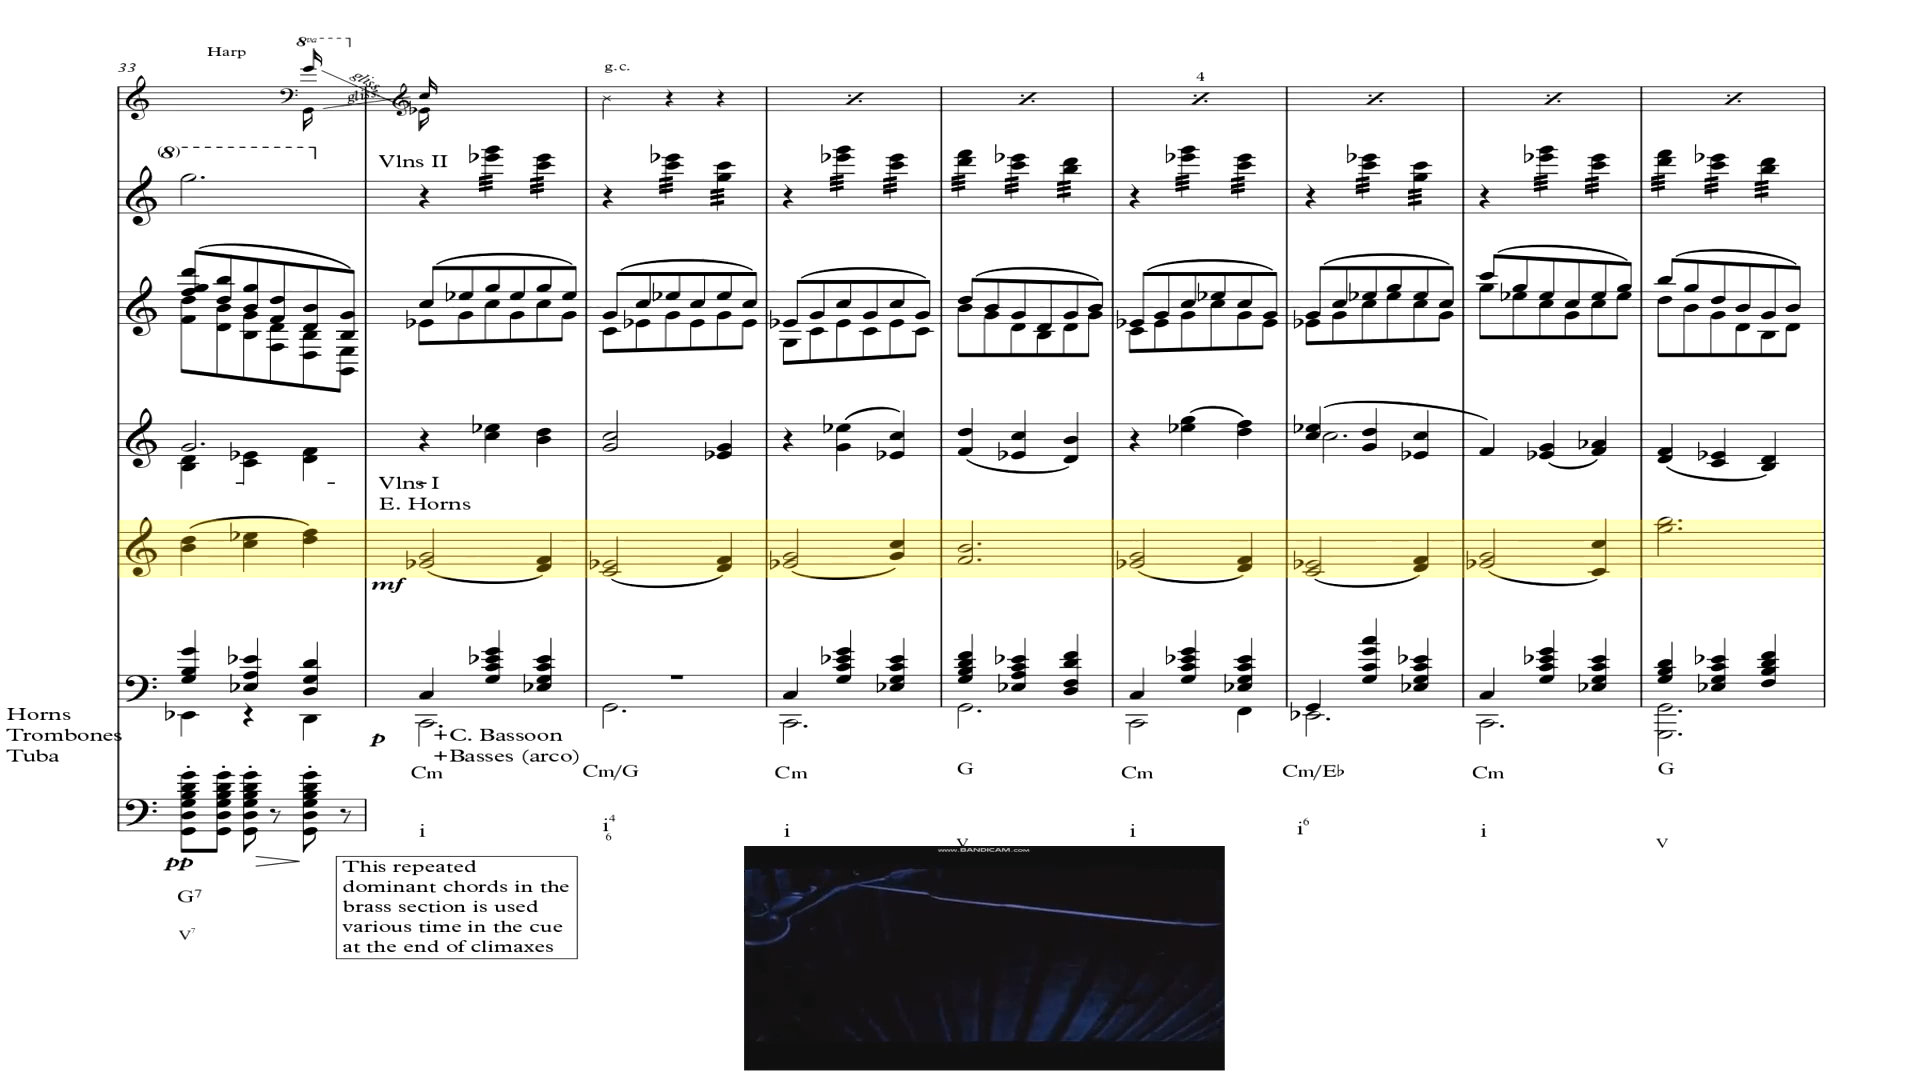 33
Harp
8va
gliss.
gliss.
g.c.
4
(8)
Vlns II
Vlns I
E. Horns
mf
Horns
Trombones
Tuba
p
+C. Bassoon
+Basses (arco)
Cm
Cm/G
Cm
G
Cm
Cm/E♭
Cm
G
i
i46
i
V
i
i6
i
V
pp
G7
V7
This repeated
dominant chords in the
brass section is used
various time in the cue
at the end of climaxes
WWW.BANDICAM.COM